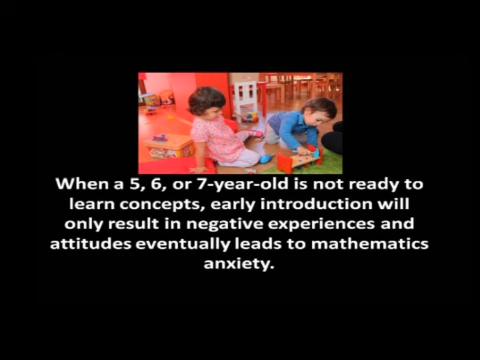 When a 5, 6, or 7-year-old is not ready to
learn concepts, early introduction will
only result in negative experiences and
attitudes eventually leads to mathematics
anxiety.